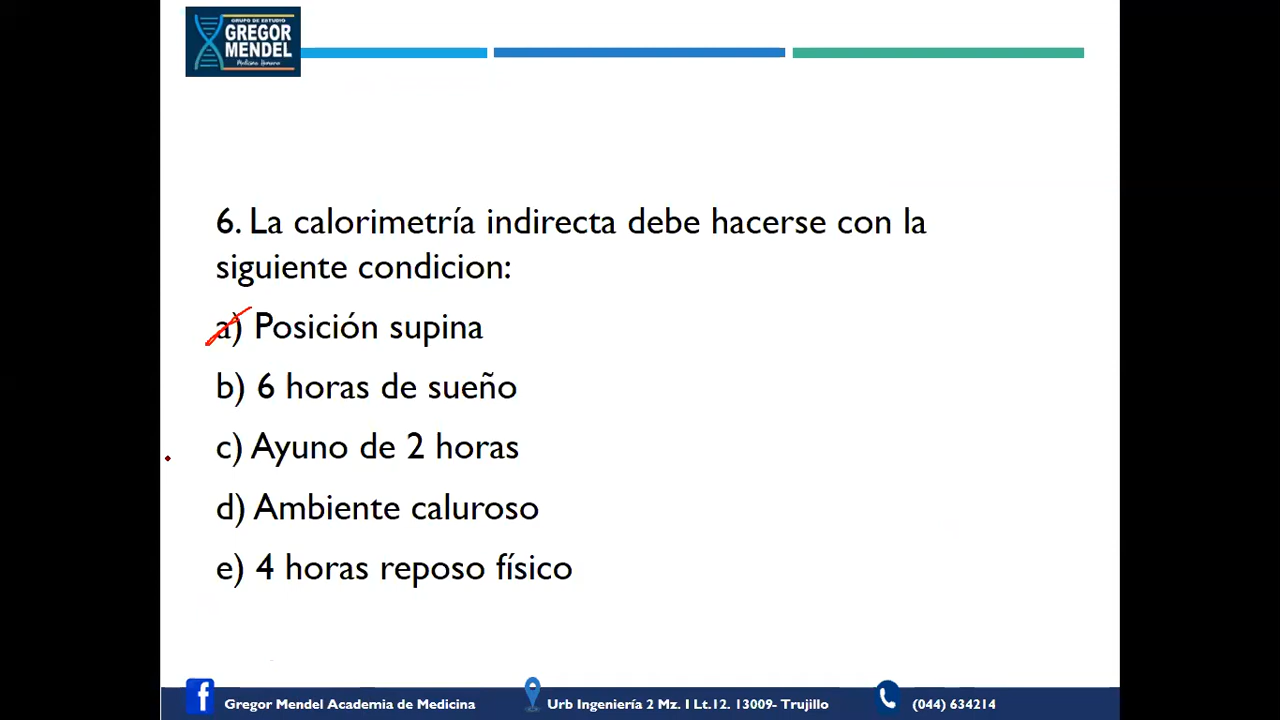 GRUPO DE ESTUDIO
GREGOR
MENDEL
Medicina Humana
6. La calorimetría indirecta debe hacerse con la
siguiente condicion:
a) Posición supina
b) 6 horas de sueño
c) Ayuno de 2 horas
d) Ambiente caluroso
e) 4 horas reposo físico
Gregor Mendel Academia de Medicina
Urb Ingeniería 2 Mz. I Lt.12. 13009- Trujillo
(044) 634214